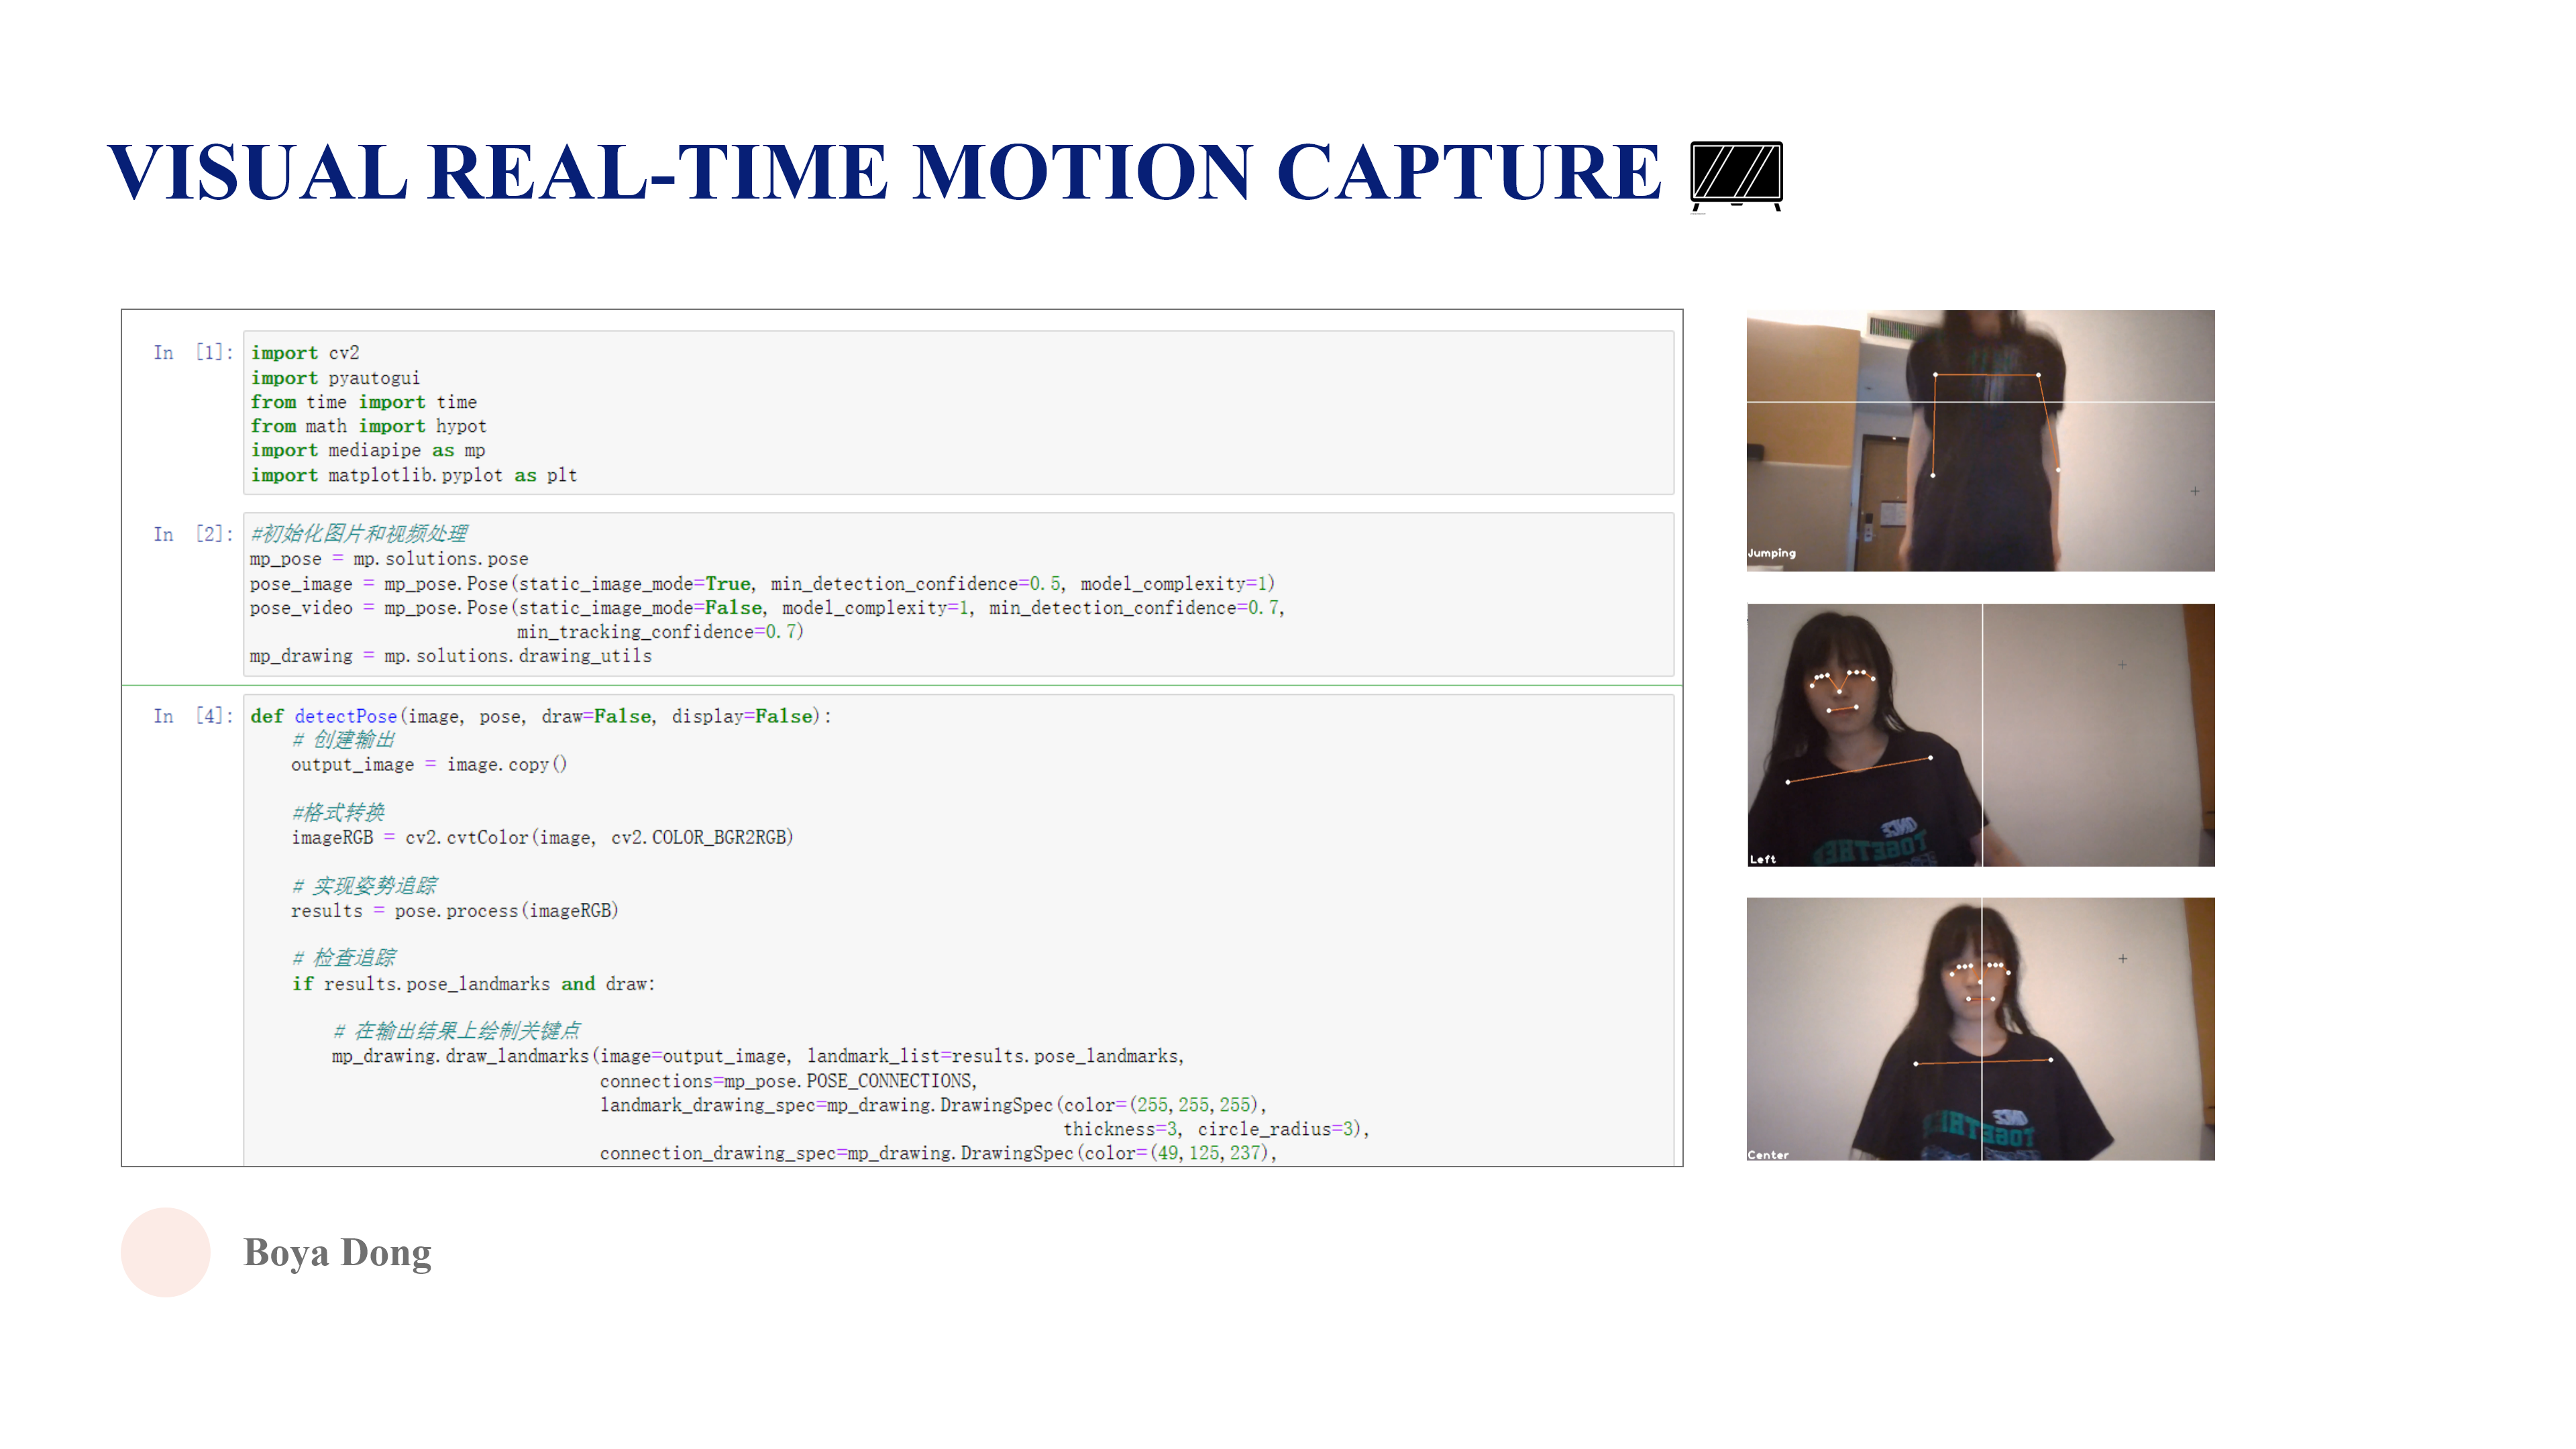 VISUAL REAL-TIME MOTION CAPTURE
In [1]:
import cv2
import pyautogui
from time import time
from math import hypot
import mediapipe as mp
import matplotlib.pyplot as plt
In [2]:
#初始化图片和视频处理
mp_pose = mp.solutions.pose
pose_image = mp_pose.Pose(static_image_mode=True, min_detection_confidence=0.5, model_complexity=1)
pose_video = mp_pose.Pose(static_image_mode=False, model_complexity=1, min_detection_confidence=0.7,
min_tracking_confidence=0.7)
mp_drawing = mp.solutions.drawing_utils
In [4]:
def detectPose(image, pose, draw=False, display=False):
# 创建输出
output_image = image.copy()
#格式转换
imageRGB = cv2.cvtColor(image, cv2.COLOR_BGR2RGB)
# 实现姿势追踪
results = pose.process(imageRGB)
# 检查追踪
if results.pose_landmarks and draw:
# 在输出结果上绘制关键点
mp_drawing.draw_landmarks(image=output_image, landmark_list=results.pose_landmarks,
connections=mp_pose.POSE_CONNECTIONS,
landmark_drawing_spec=mp_drawing.DrawingSpec(color=(255,255,255),
thickness=3, circle_radius=3),
connection_drawing_spec=mp_drawing.DrawingSpec(color=(49,125,237),
Jumping
ONCE
TOGETHER
Left
ONCE
TOGETHER
Center
Boya Dong